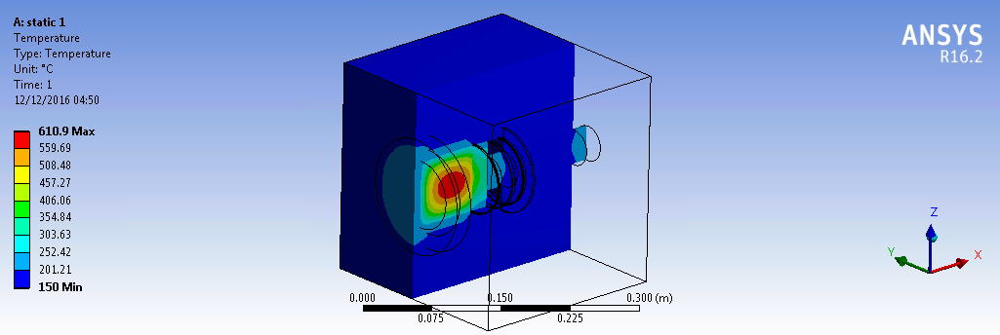 A: static 1
Temperature
Type: Temperature
Unit: °C
Time: 1
12/12/2016 04:50
610.9 Max
559.69
508.48
457.27
406.06
354.84
303.63
252.42
201.21
150 Min
ANSYS
R16.2
0.000
0.150
0.300 (m)
0.075
0.225
Z
Y
X